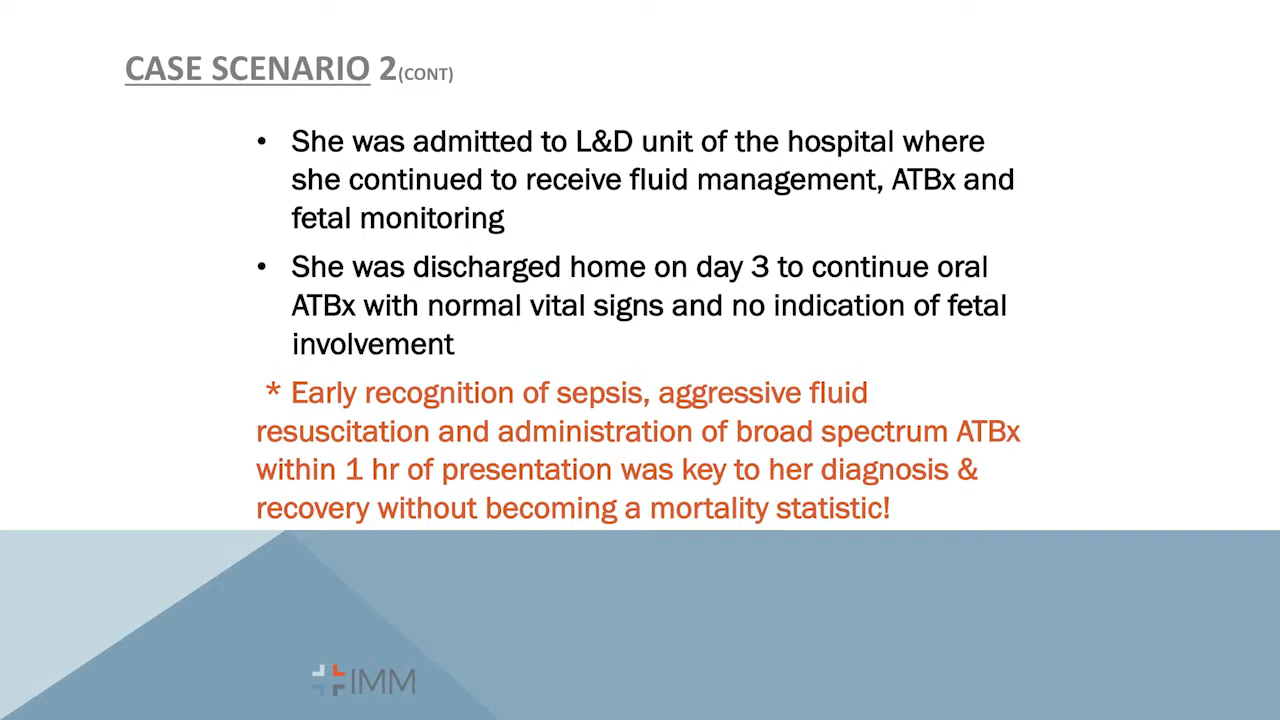 CASE SCENARIO 2(CONT)
• She was admitted to L&D unit of the hospital where
she continued to receive fluid management, ATBx and
fetal monitoring
• She was discharged home on day 3 to continue oral
ATBx with normal vital signs and no indication of fetal
involvement
* Early recognition of sepsis, aggressive fluid
resuscitation and administration of broad spectrum ATBx
within 1 hr of presentation was key to her diagnosis &
recovery without becoming a mortality statistic!
IMM